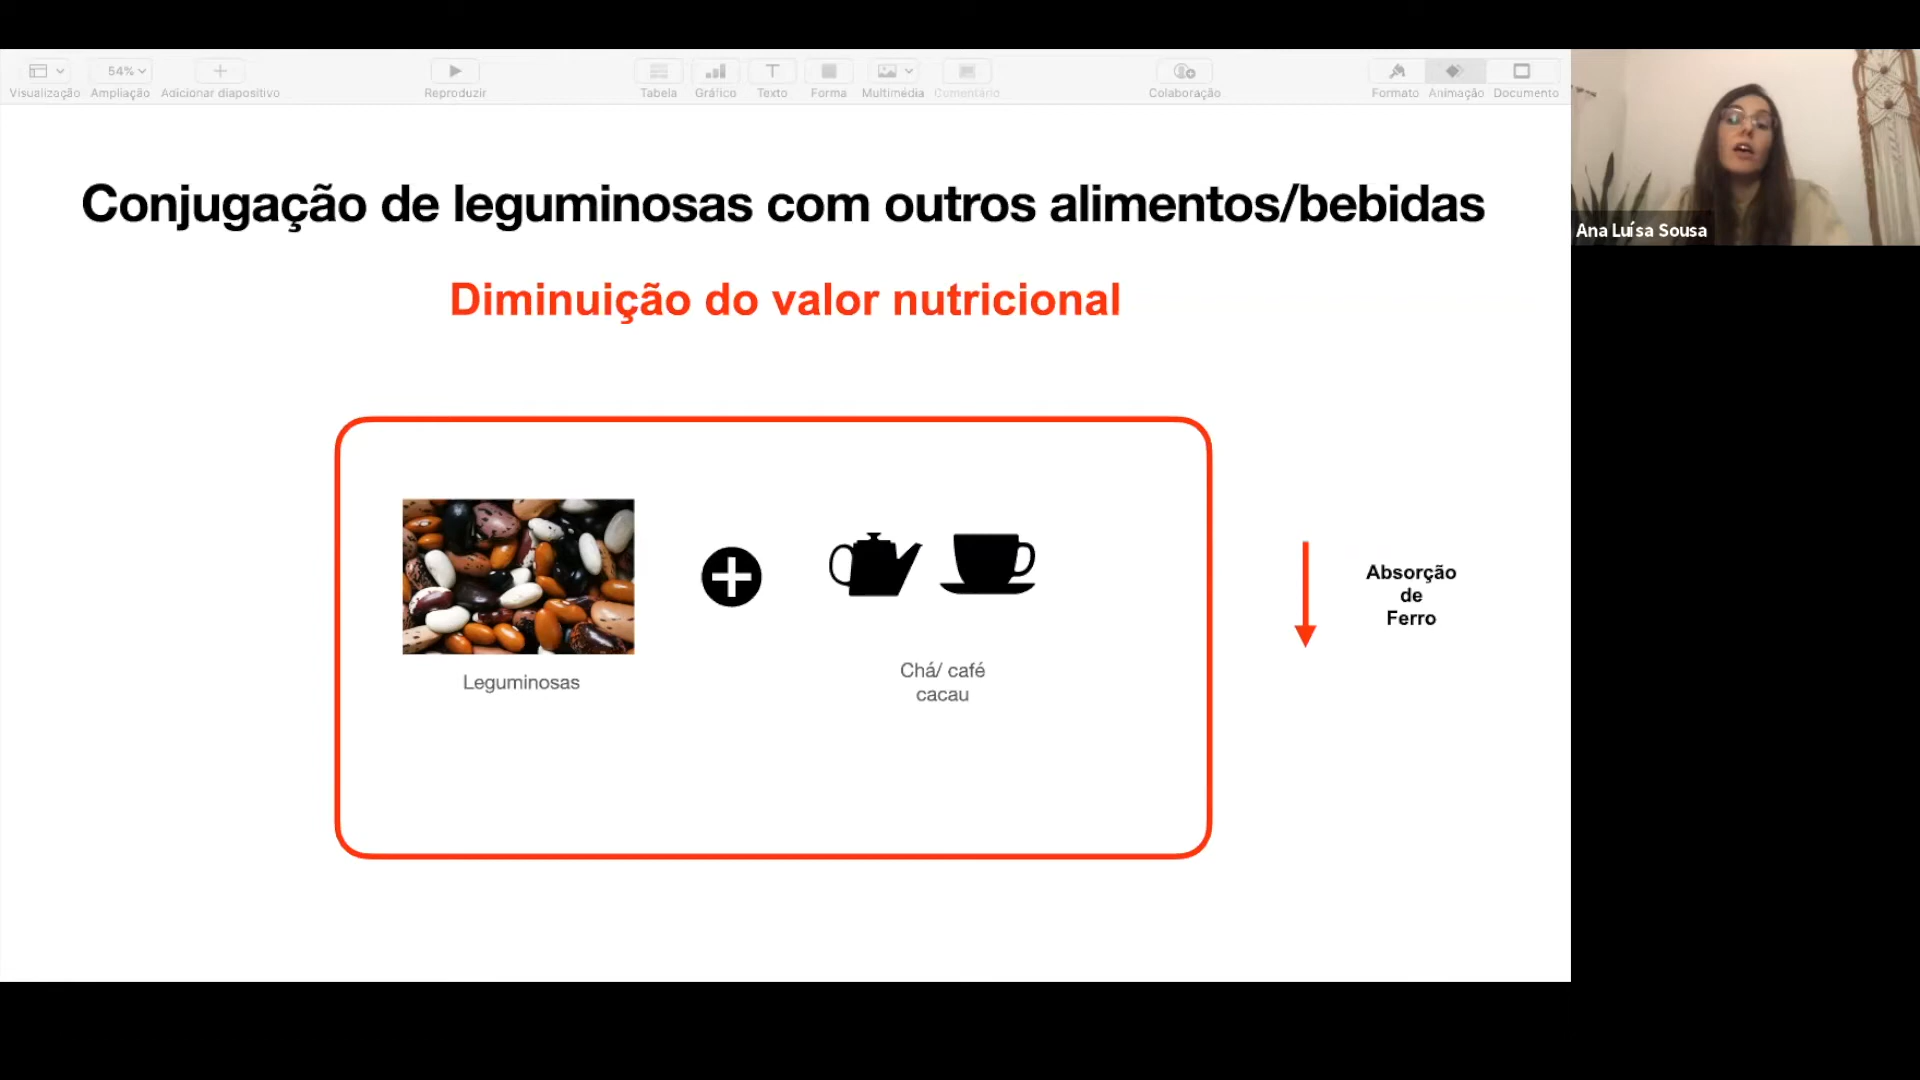 54%
Visualização
Ampliação
Adicionar diapositivo
Reproduzir
Tabela
Gráfico
Texto
Forma
Multimédia
Comentário
Colaboração
Formato
Animação
Documento
Conjugação de leguminosas com outros alimentos/bebidas
Diminuição do valor nutricional
Leguminosas
Chá/ café
cacau
Absorção
de
Ferro
Ana Luísa Sousa